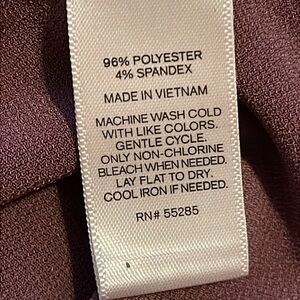 96% POLYESTER
4% SPANDEX
MADE IN VIETNAM
MACHINE WASH COLD
WITH LIKE COLORS.
GENTLE CYCLE.
ONLY NON-CHLORINE
BLEACH WHEN NEEDED.
LAY FLAT TO DRY.
COOL IRON IF NEEDED.
RN# 55285